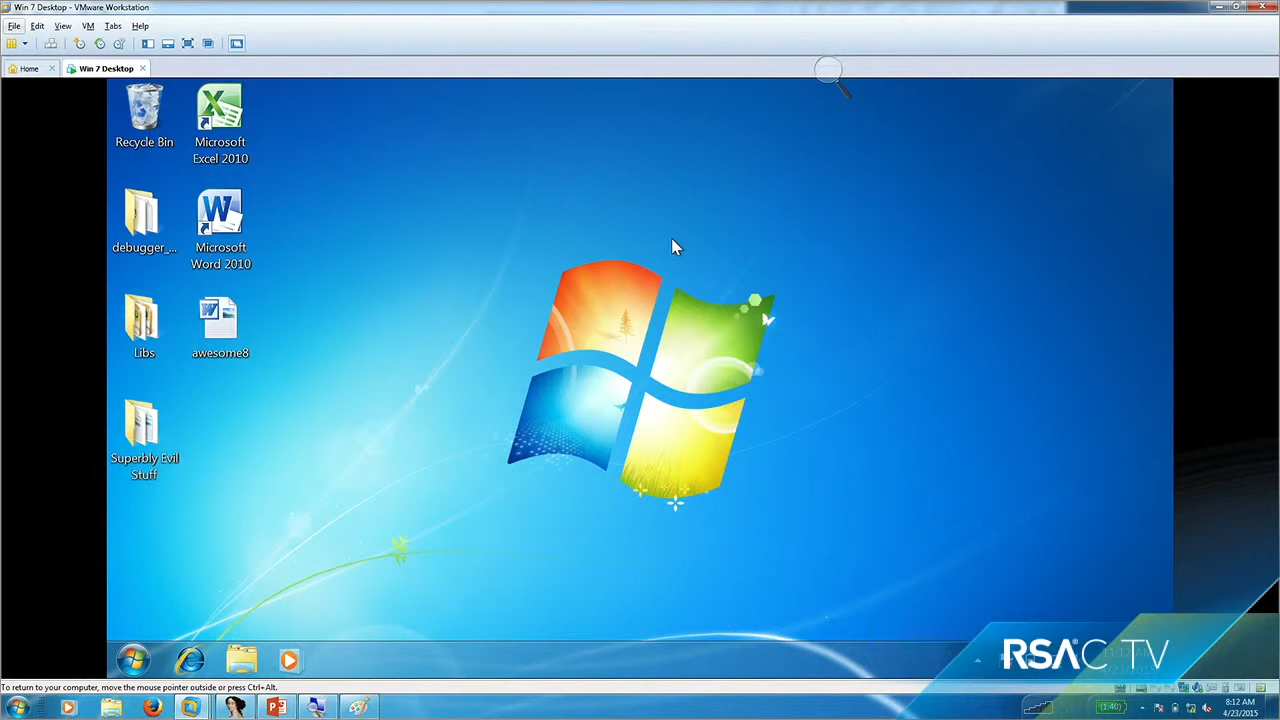 Win 7 Desktop - VMware Workstation
File Edit View VM Tabs Help
Home Win 7 Desktop
Recycle Bin
Microsoft
Excel 2010
debugger_...
Microsoft
Word 2010
Libs
awesome8
Superbly Evil
Stuff
RSAC TV
To return to your computer, move the mouse pointer outside or press Ctrl+Alt.
(1:40)
8:12 AM
4/23/2015